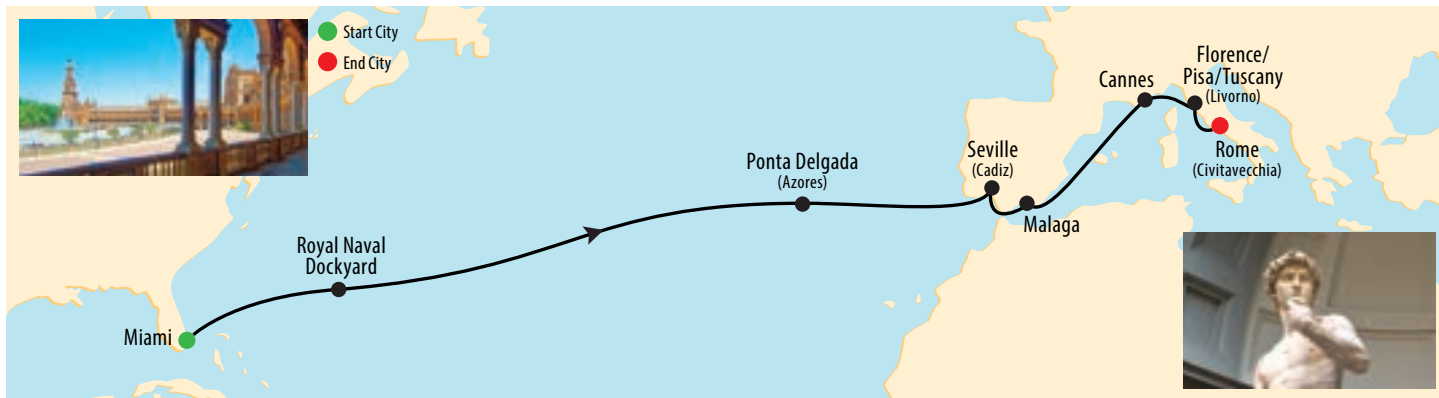 Start City
End City
Miami
Royal Naval
Dockyard
Ponta Delgada
(Azores)
Seville
(Cadiz)
Malaga
Cannes
Florence/
Pisa/Tuscany
(Livorno)
Rome
(Civitavecchia)